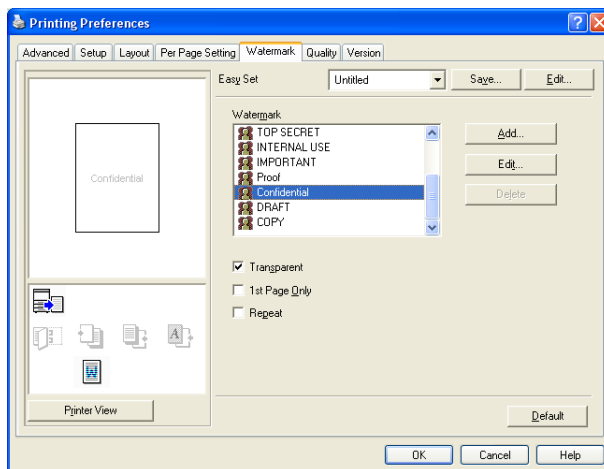 Printing Preferences
Advanced Setup Layout Per Page Setting Watermark Quality Version
Easy Set Untitled Save... Edit...
Watermark
TOP SECRET
INTERNAL USE
IMPORTANT
Proof
Confidential
DRAFT
COPY
Add...
Edit...
Delete
Confidential
Transparent
1st Page Only
Repeat
Printer View
Default
OK Cancel Help